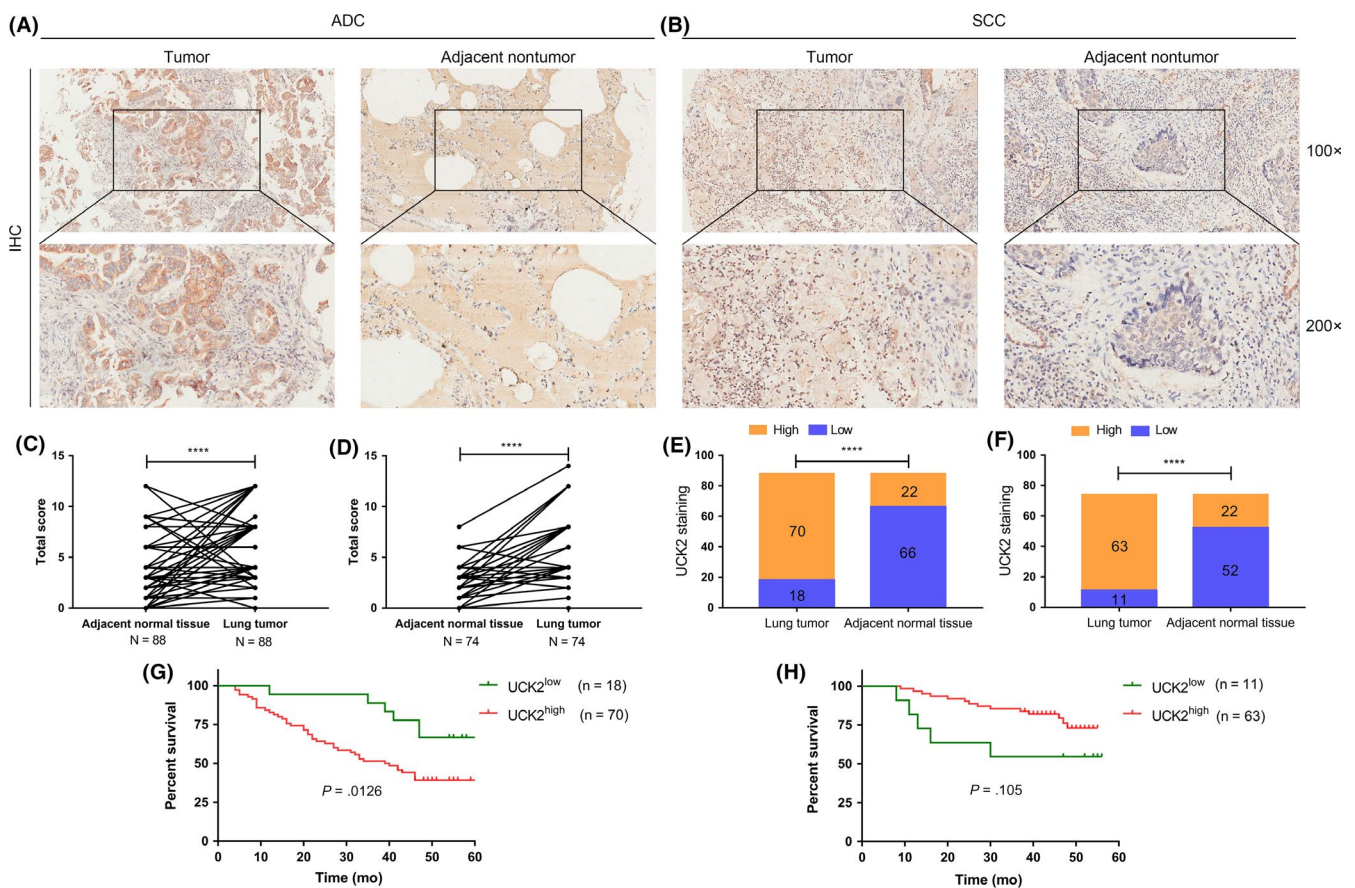 (A) ADC (B) SCC
Tumor Adjacent nontumor Tumor Adjacent nontumor
IHC
100×
200×
(C)
15
10
5
0
Total score
****
Adjacent normal tissue Lung tumor
N = 88 N = 88
(D)
15
10
5
0
Total score
****
Adjacent normal tissue Lung tumor
N = 74 N = 74
(E)
High Low
****
100
80
60
40
20
0
UCK2 staining
70 22
18 66
Lung tumor Adjacent normal tissue
(F)
High Low
****
100
80
60
40
20
0
UCK2 staining
63 22
11 52
Lung tumor Adjacent normal tissue
(G)
100
75
50
25
0
Percent survival
UCK2low (n = 18)
UCK2high (n = 70)
P = .0126
0 10 20 30 40 50 60
Time (mo)
(H)
100
75
50
25
0
Percent survival
UCK2low (n = 11)
UCK2high (n = 63)
P = .105
0 10 20 30 40 50 60
Time (mo)